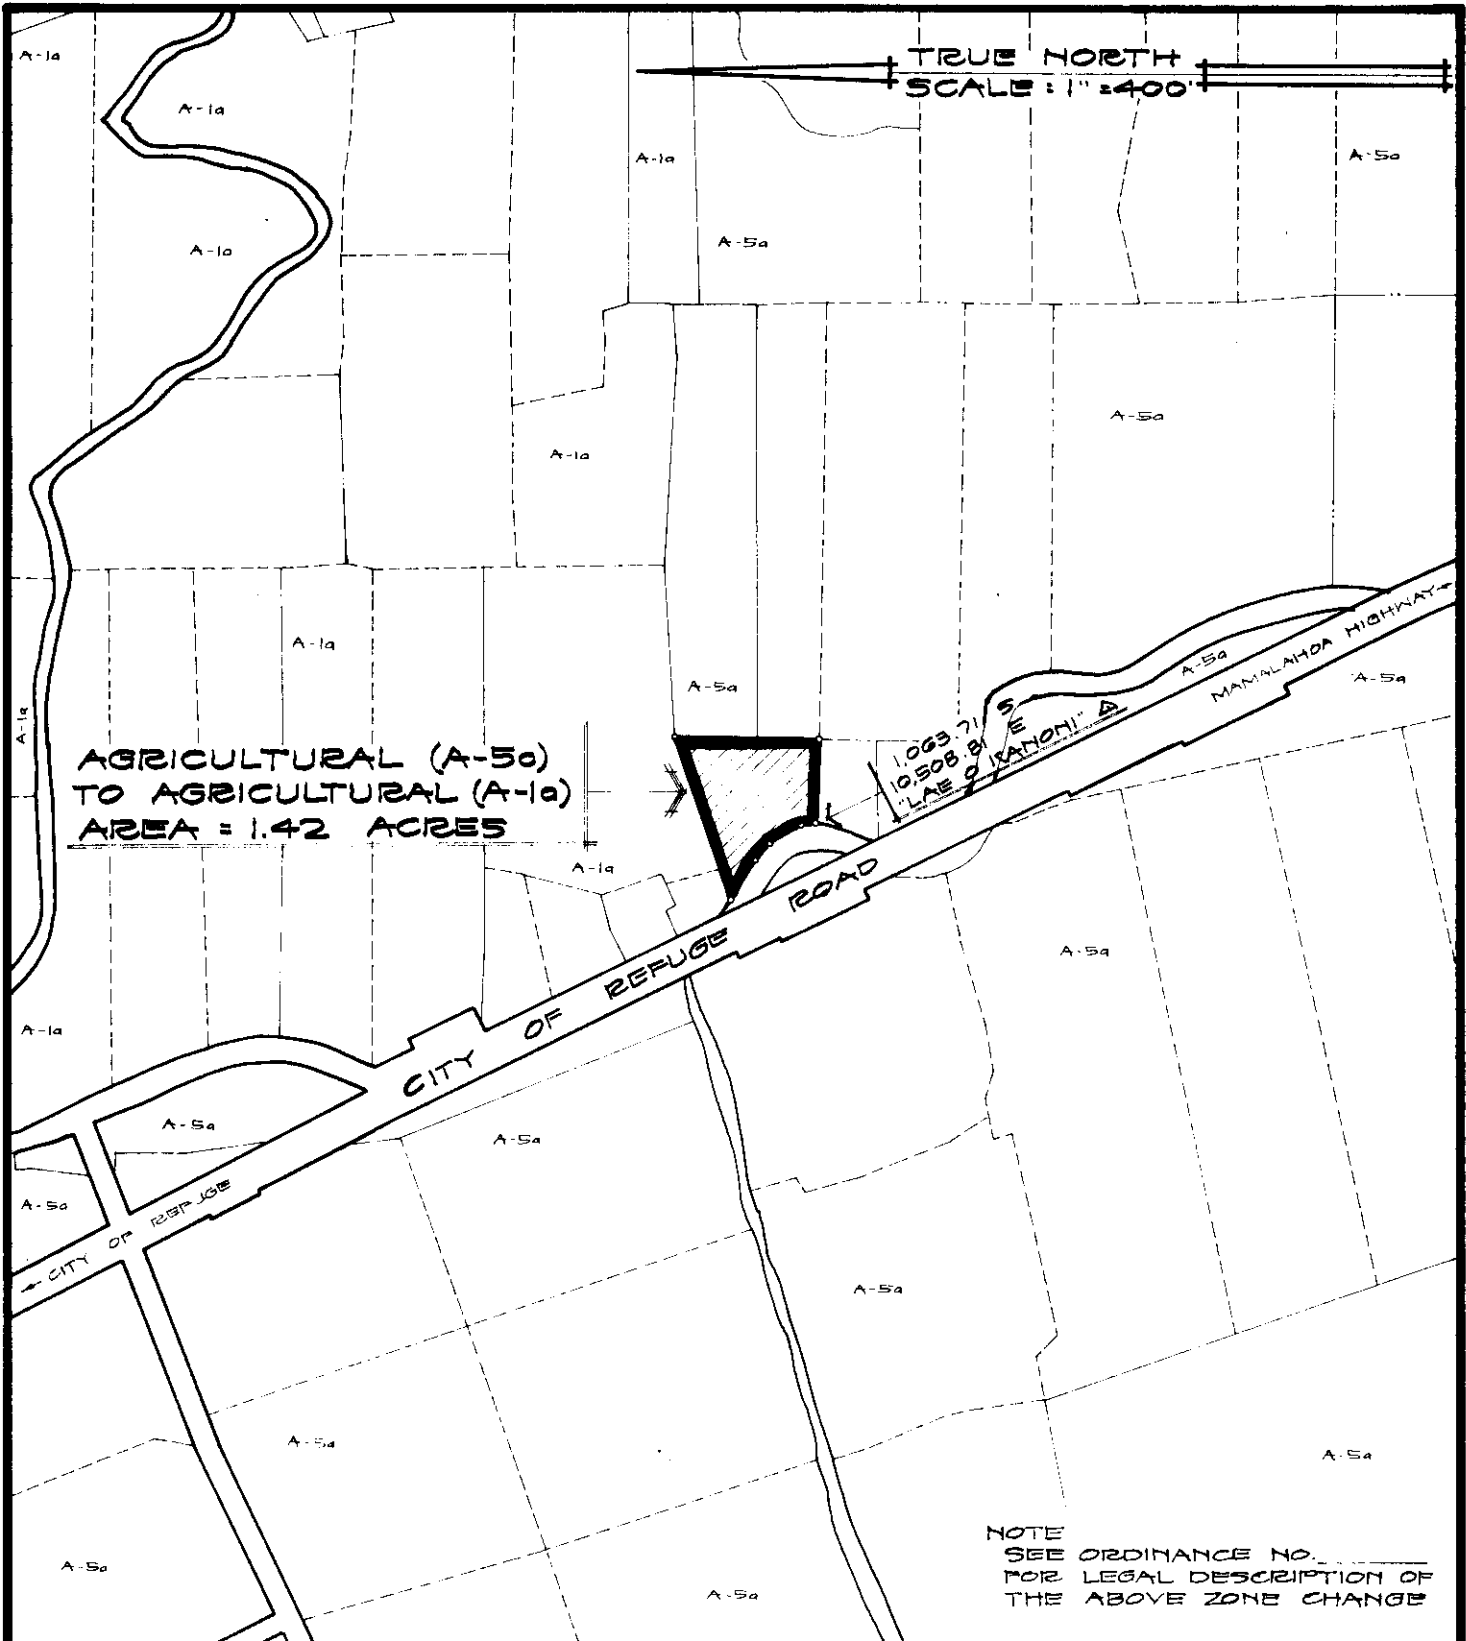 TRUE NORTH
SCALE : 1" = 400'
A-1a
A-1a
A-1a
A-5a
A-1a
A-5a
A-5a
A-1a
A-1a
A-5a
A-5a
A-5a
MAMALAHOA HIGHWAY
A-1a
1,063.71 S
10,508.81 E
"LAE O KANONI"
AGRICULTURAL (A-5a)
TO AGRICULTURAL (A-1a)
AREA = 1.42 ACRES
A-1a
CITY OF REFUGE ROAD
A-5a
A-1a
A-5a
A-5a
A-5a
CITY OF REFUGE
A-5a
A-5a
A-5a
A-5a
A-5a
NOTE
SEE ORDINANCE NO.
FOR LEGAL DESCRIPTION OF
THE ABOVE ZONE CHANGE